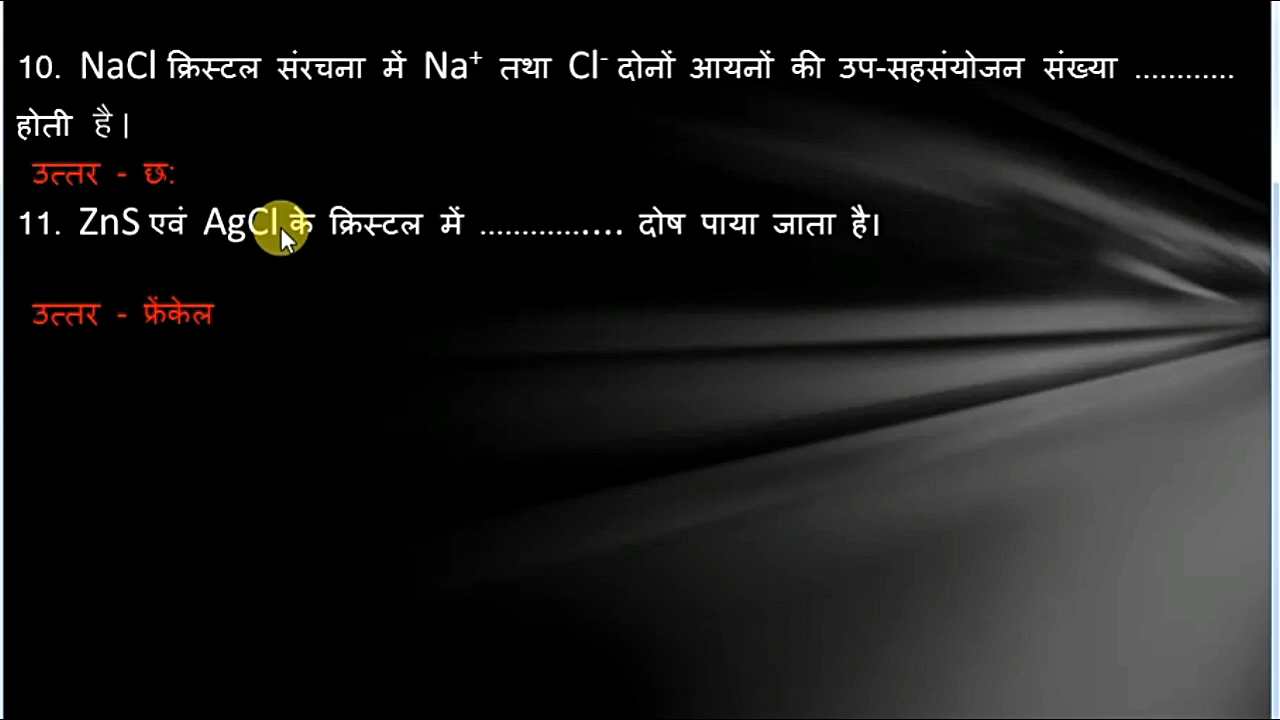 10. NaCl क्रिस्टल संरचना में Na⁺ तथा Cl⁻ दोनों आयनों की उप-सहसंयोजन संख्या ............
होती है।
उत्तर - छ:
11. ZnS एवं AgCl के क्रिस्टल में ................ दोष पाया जाता है।
उत्तर - फ्रेंकेल